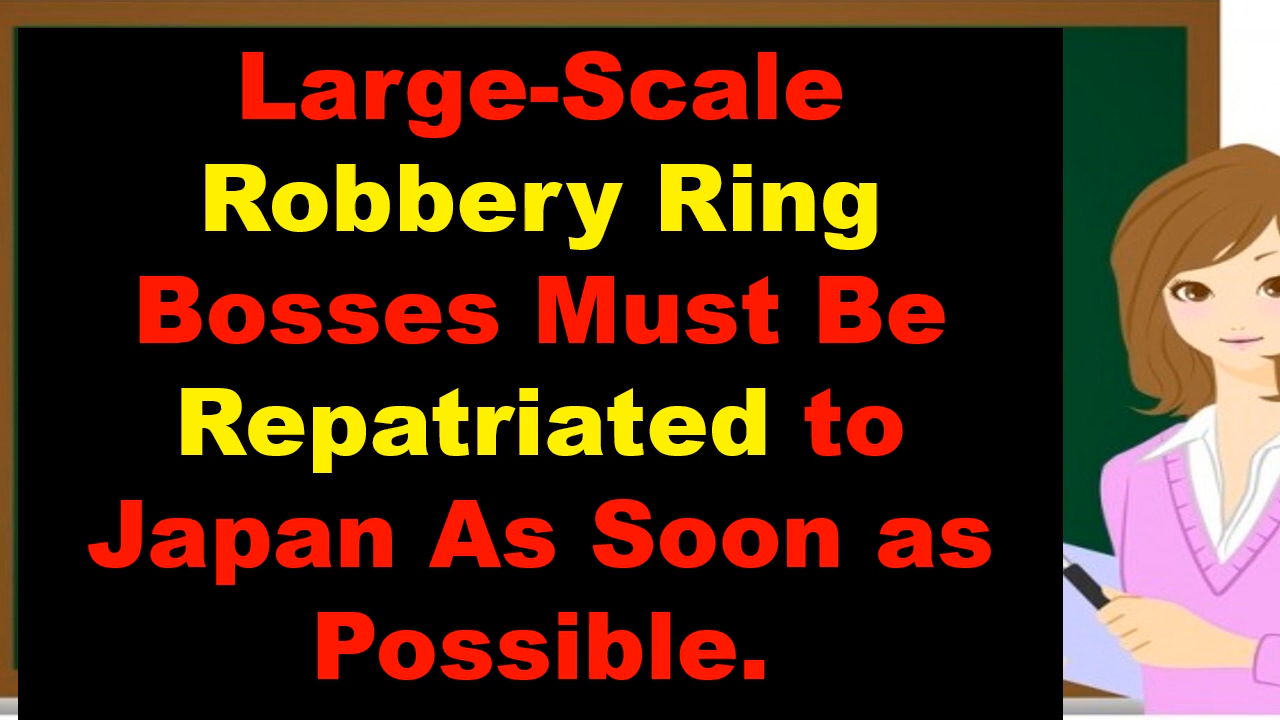 Large-Scale
Robbery Ring
Bosses Must Be
Repatriated to
Japan As Soon as
Possible.